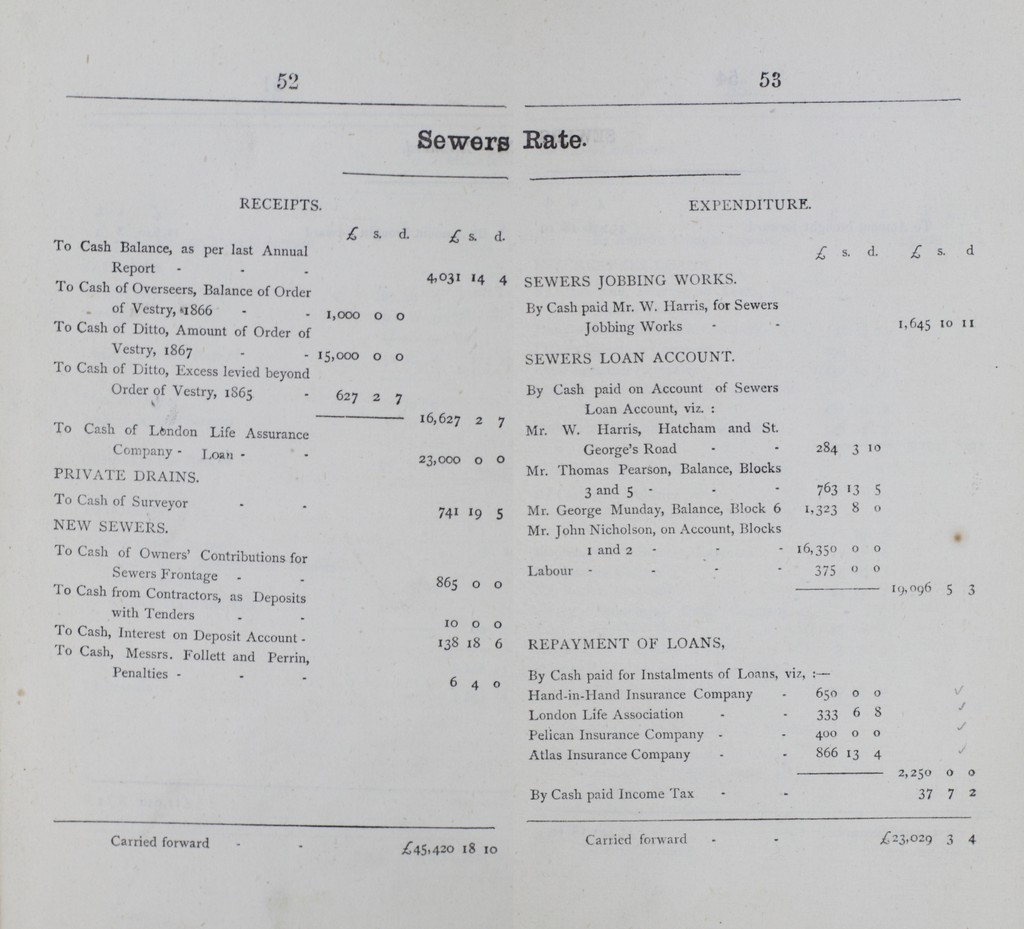 52
Sewers
RECEIPTS.
£ s. d. £ s. d.
To Cash Balance, as per last Annual
Report - - - 4,031 14 4
To Cash of Overseers, Balance of Order
of Vestry, 1866 - - 1,000 0 0
To Cash of Ditto, Amount of Order of
Vestry, 1867 - - 15,000 0 0
To Cash of Ditto, Excess levied beyond
Order of Vestry, 1865 - 627 2 7
16,627 2 7
To Cash of London Life Assurance
Company - Loan - - 23,000 0 0
PRIVATE DRAINS.
To Cash of Surveyor - - 741 19 5
NEW SEWERS.
To Cash of Owners' Contributions for
Sewers Frontage - - 865 0 0
To Cash from Contractors, as Deposits
with Tenders - - 10 0 0
To Cash, Interest on Deposit Account - 138 18 6
To Cash, Messrs. Follett and Perrin,
Penalties - - - 6 4 0
Carried forward - - £45,420 18 10
53
Rate.
EXPENDITURE.
£ s. d. £ s. d
SEWERS JOBBING WORKS.
By Cash paid Mr. W. Harris, for Sewers
Jobbing Works - - 1,645 10 11
SEWERS LOAN ACCOUNT.
By Cash paid on Account of Sewers
Loan Account, viz. :
Mr. W. Harris, Hatcham and St.
George's Road - - 284 3 10
Mr. Thomas Pearson, Balance, Blocks
3 and 5 - - - 763 13 5
Mr. George Munday, Balance, Block 6 1,323 8 0
Mr. John Nicholson, on Account, Blocks
1 and 2 - - - 16,350 0 0
Labour - - - - 375 0 0
19,096 5 3
REPAYMENT OF LOANS,
By Cash paid for Instalments of Loans, viz, :—
Hand-in-Hand Insurance Company - 650 0 0 ✓
London Life Association - - 333 6 8 ✓
Pelican Insurance Company - - 400 0 0 ✓
Atlas Insurance Company - - 866 13 4 ✓
2,250 0 0
By Cash paid Income Tax - - 37 7 2
Carried forward - - £23,029 3 4